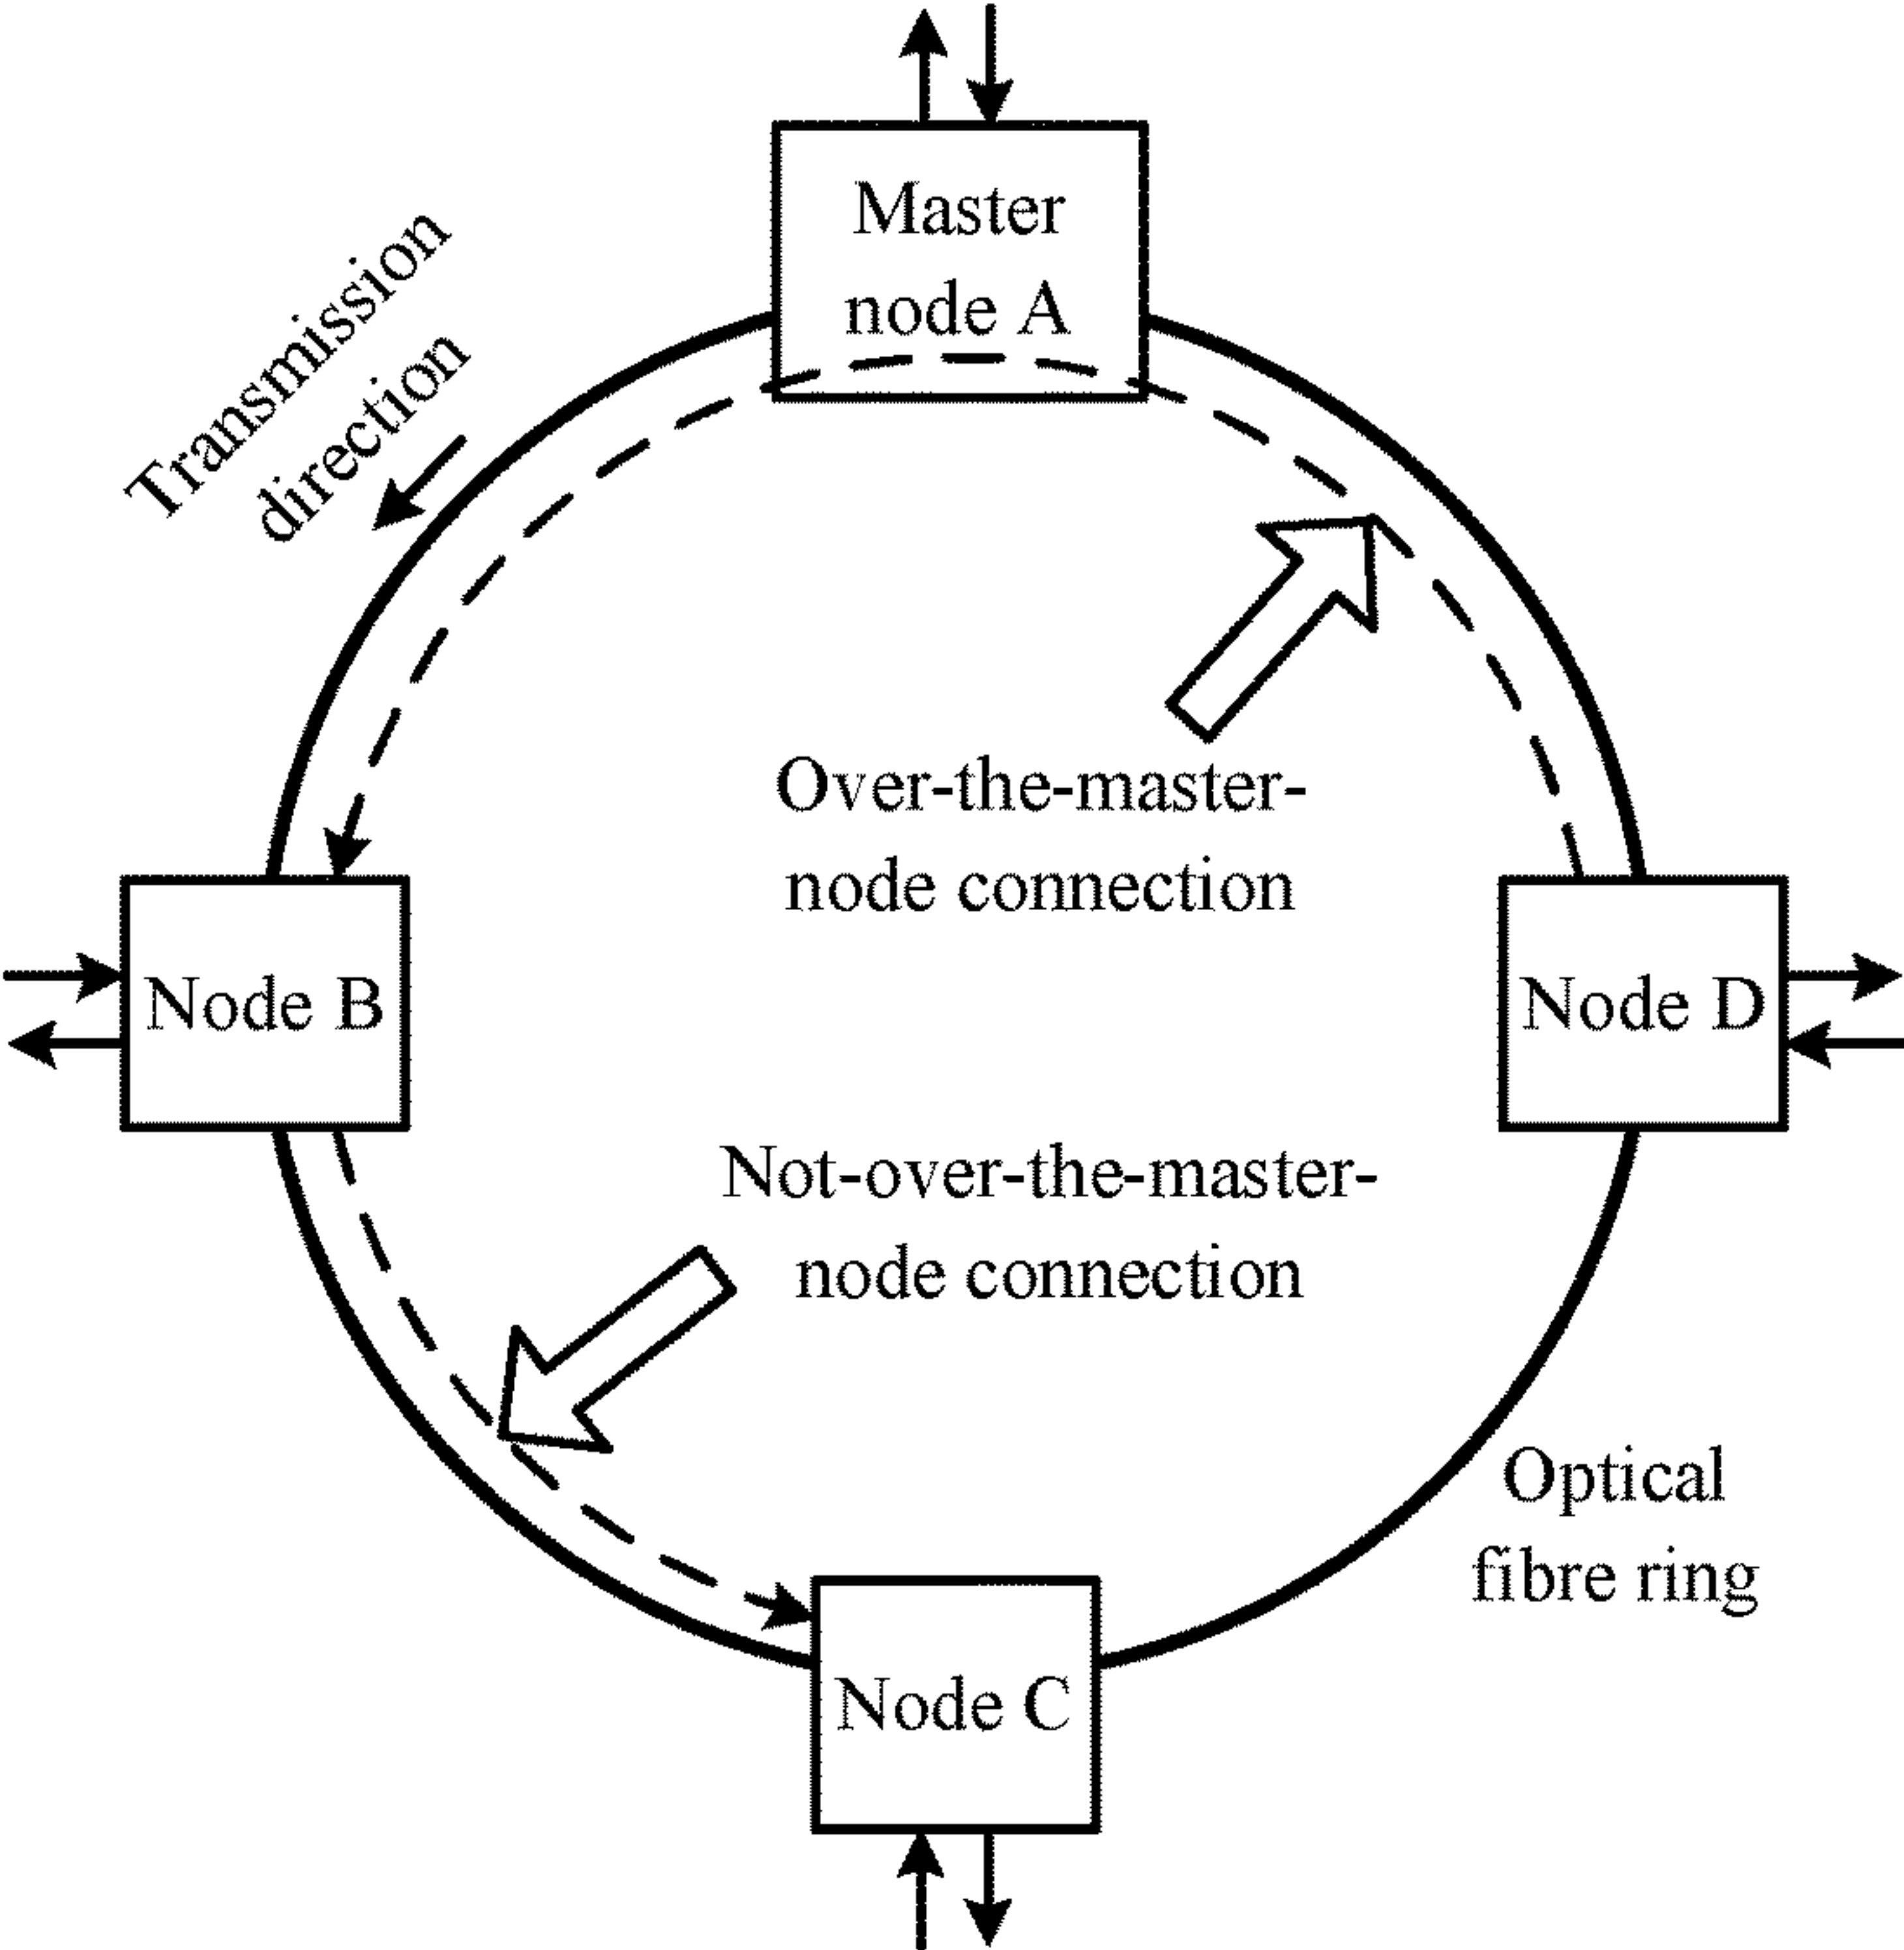 Master
node A
Transmission
direction
Over-the-master-
node connection
Node B
Node D
Not-over-the-master-
node connection
Optical
fibre ring
Node C